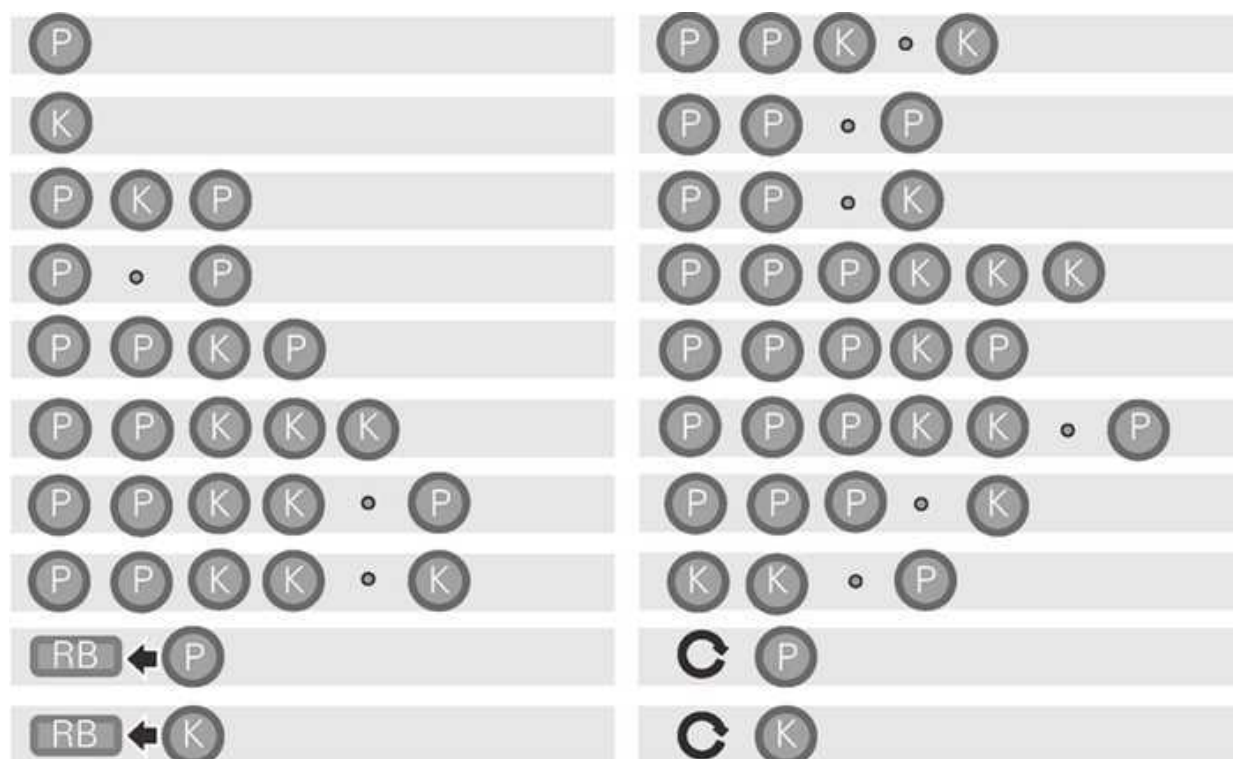 P
K
P K P
P • P
P P K P
P P K K K
P P K K • P
P P K K • K
RB P
RB K
P P K • K
P P • P
P P • K
P P P K K K
P P P K P
P P P K K • P
P P P • K
K K • P
P
K